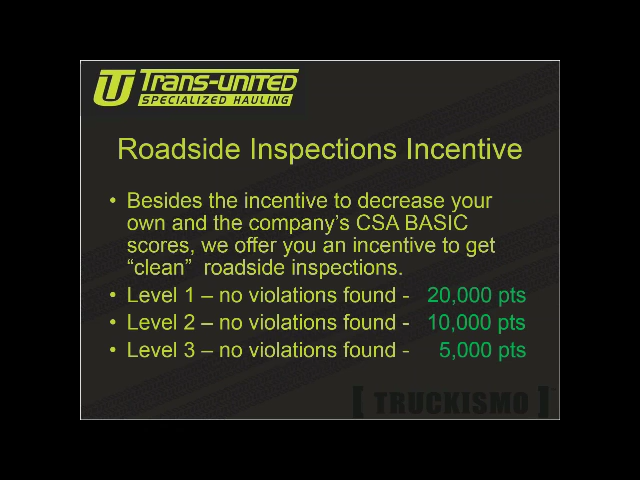 TU Trans-United
SPECIALIZED HAULING
Roadside Inspections Incentive
• Besides the incentive to decrease your
own and the company's CSA BASIC
scores, we offer you an incentive to get
“clean”  roadside inspections.
• Level 1 – no violations found - 20,000 pts
• Level 2 – no violations found - 10,000 pts
• Level 3 – no violations found - 5,000 pts
[ TRUCKISMO ]